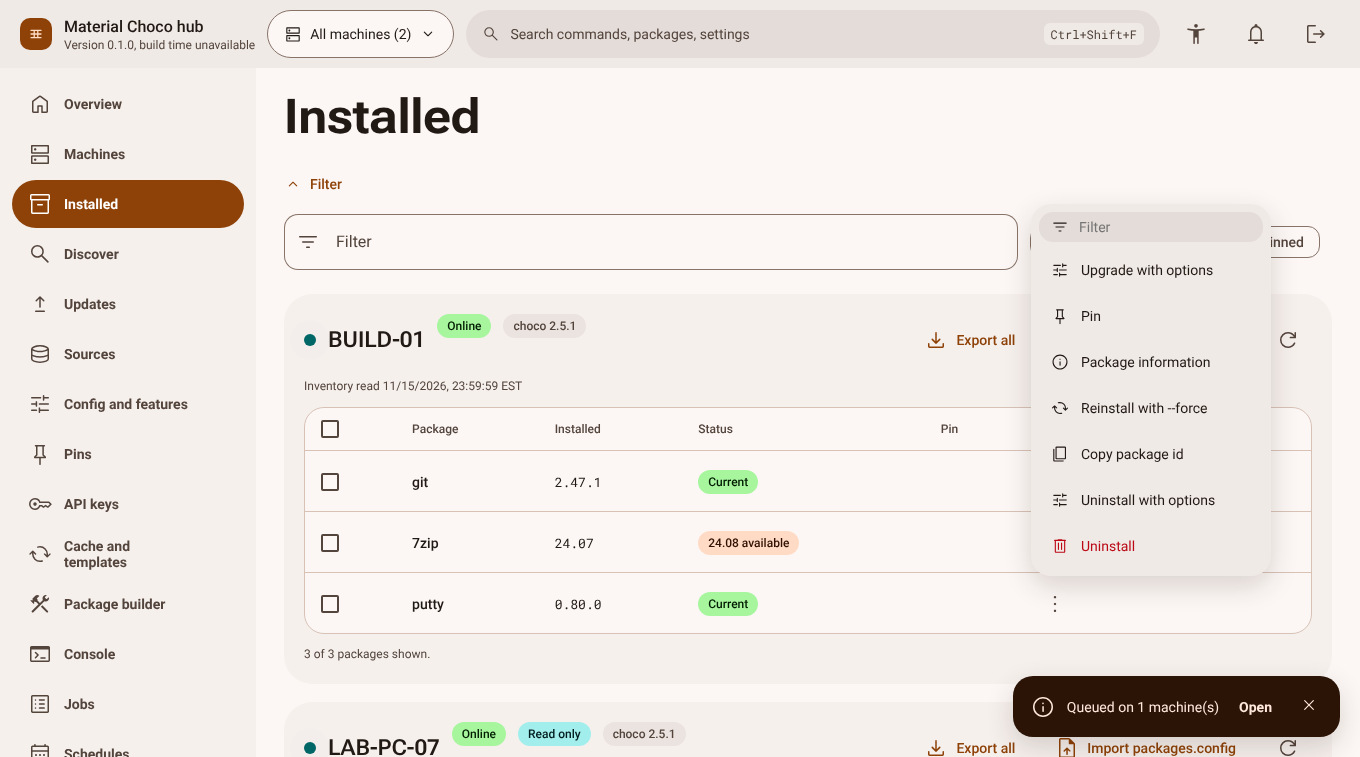 Material Choco hub
Version 0.1.0, build time unavailable
All machines (2)
Search commands, packages, settings
Ctrl+Shift+F
Overview
Machines
Installed
Discover
Updates
Sources
Config and features
Pins
API keys
Cache and
templates
Package builder
Console
Jobs
Schedules
Installed
Filter
Filter
inned
BUILD-01
Online
choco 2.5.1
Export all
Inventory read 11/15/2026, 23:59:59 EST
Package Installed Status Pin
git 2.47.1 Current
7zip 24.07 24.08 available
putty 0.80.0 Current
3 of 3 packages shown.
Filter
Upgrade with options
Pin
Package information
Reinstall with --force
Copy package id
Uninstall with options
Uninstall
LAB-PC-07
Online
Read only
choco 2.5.1
Export all
Import packages.config
Queued on 1 machine(s)
Open